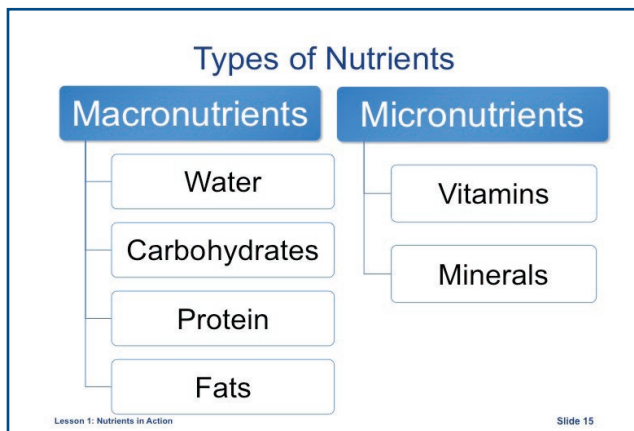 Types of Nutrients
Macronutrients
Water
Carbohydrates
Protein
Fats
Micronutrients
Vitamins
Minerals
Lesson 1: Nutrients in Action
Slide 15